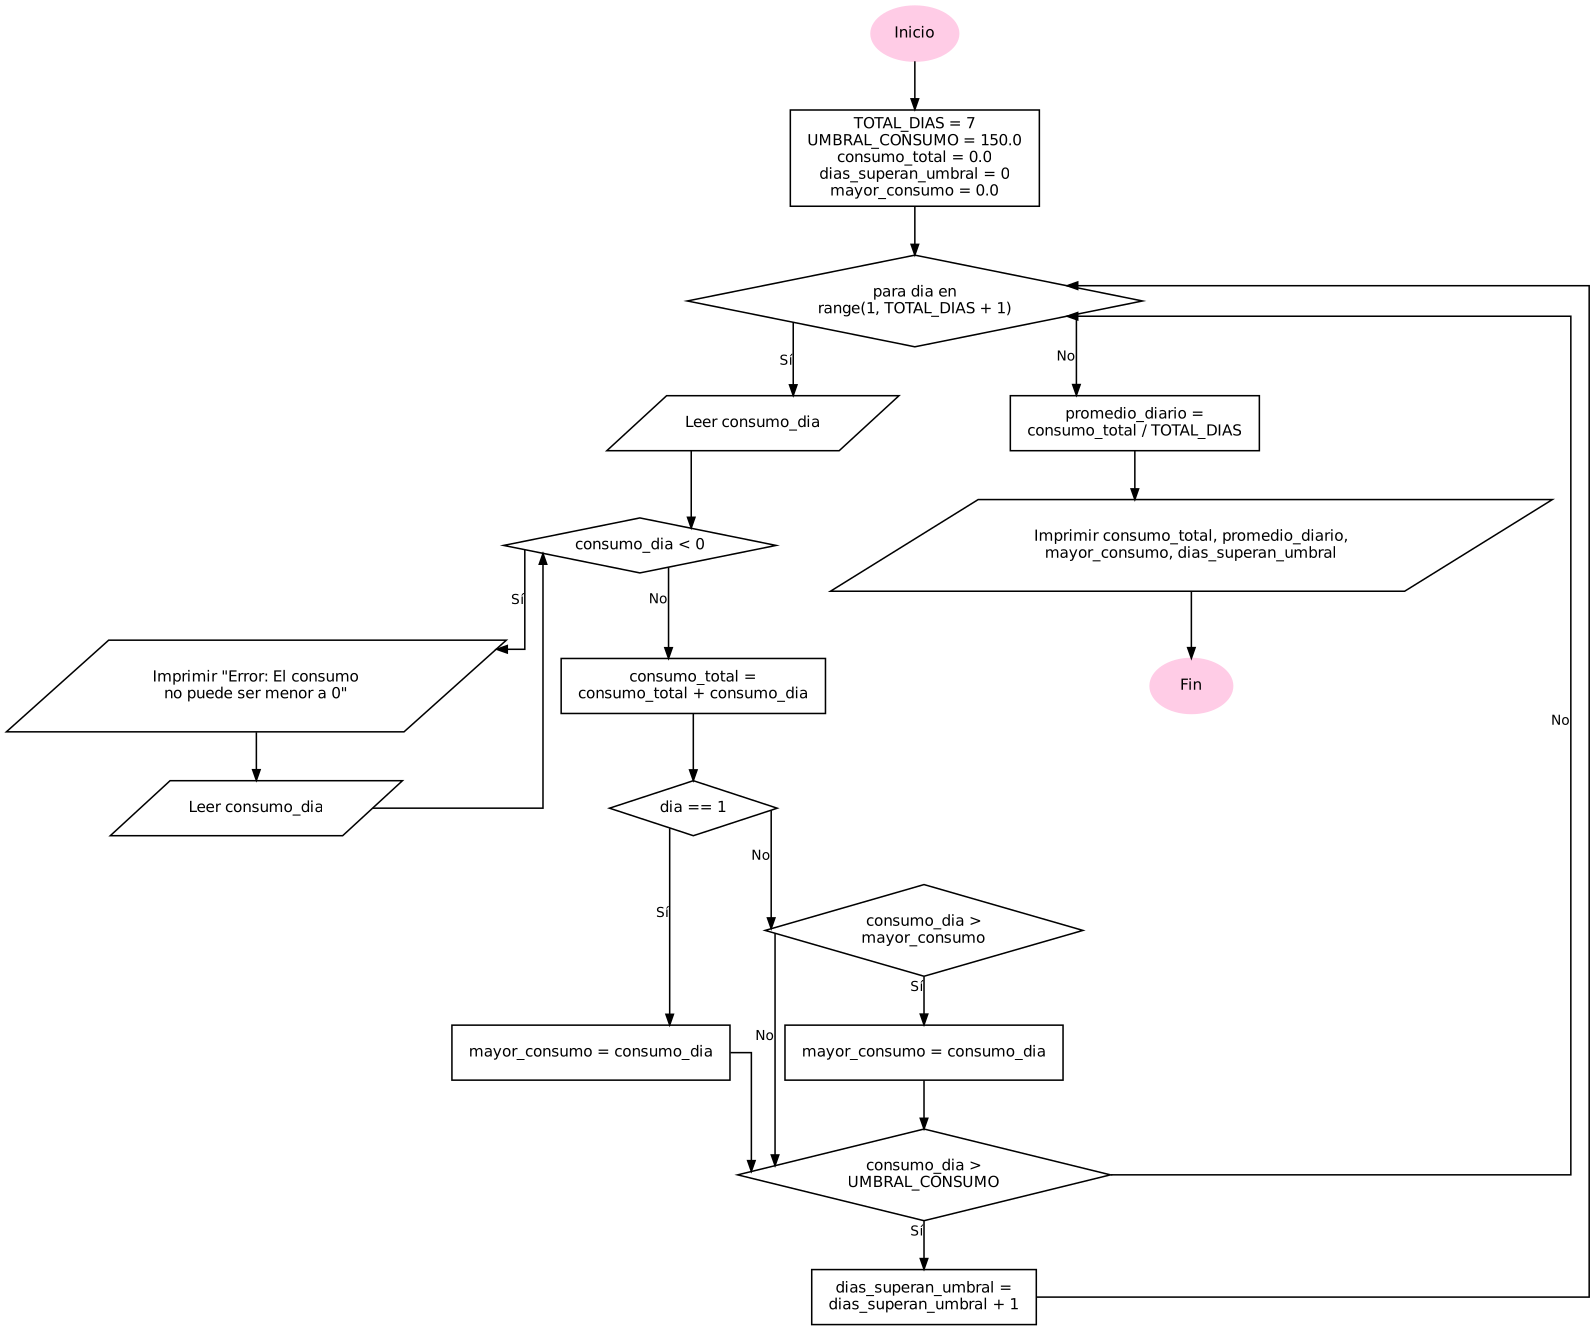 Inicio
TOTAL_DIAS = 7
UMBRAL_CONSUMO = 150.0
consumo_total = 0.0
dias_superan_umbral = 0
mayor_consumo = 0.0
para dia en
range(1, TOTAL_DIAS + 1)
Sí
No
Leer consumo_dia
promedio_diario =
consumo_total / TOTAL_DIAS
consumo_dia < 0
Imprimir consumo_total, promedio_diario,
mayor_consumo, dias_superan_umbral
Sí
No
Imprimir "Error: El consumo
no puede ser menor a 0"
consumo_total =
consumo_total + consumo_dia
Fin
No
Leer consumo_dia
dia == 1
No
Sí
consumo_dia >
mayor_consumo
Sí
No
mayor_consumo = consumo_dia
mayor_consumo = consumo_dia
consumo_dia >
UMBRAL_CONSUMO
Sí
dias_superan_umbral =
dias_superan_umbral + 1